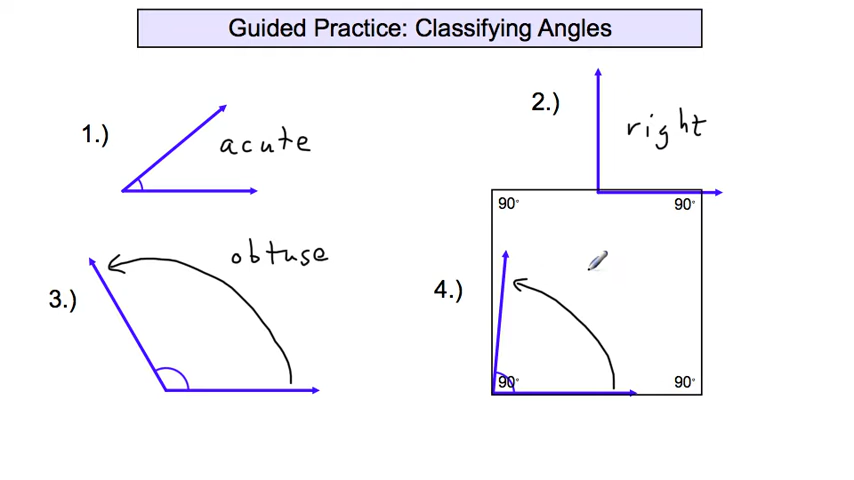 Guided Practice: Classifying Angles
1.)
acute
2.)
right
90°
90°
3.)
obtuse
4.)
90°
90°